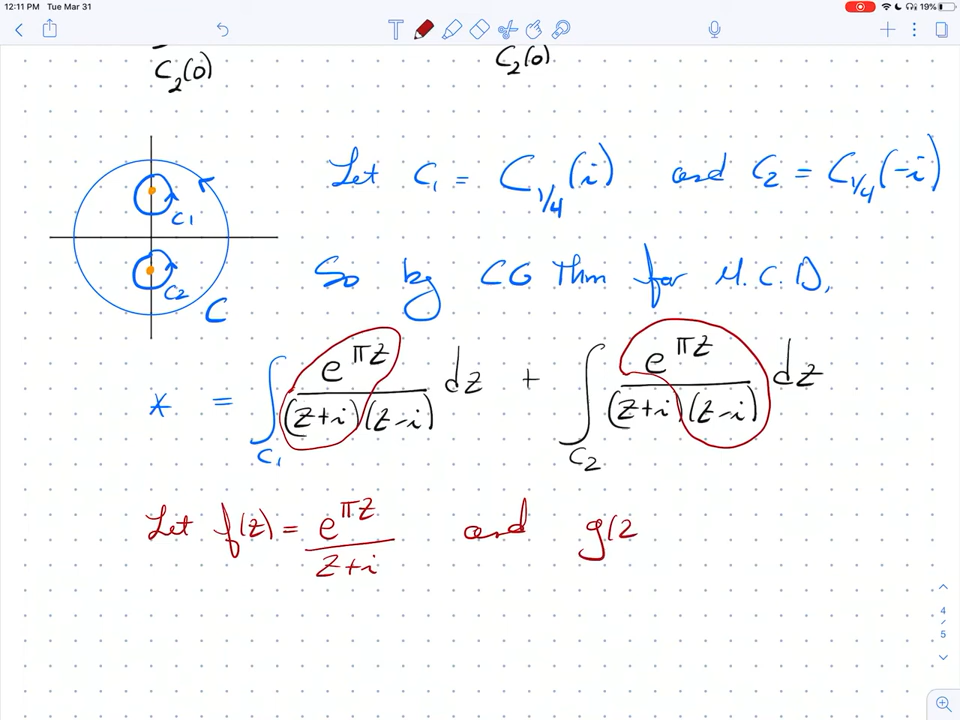 12:11 PM Tue Mar 31
19%
C₂(0) C₂(0)
Let C₁ = C_{1/4}(i) and C₂ = C_{1/4}(-i)
C₁
C₂
C
So by CG Thm for M.C.D,
* = ∫_{C₁} e^{πz}/((z+i)(z-i)) dz + ∫_{C₂} e^{πz}/((z+i)(z-i)) dz
Let f(z) = e^{πz}/(z+i) and g(z
4
/
5